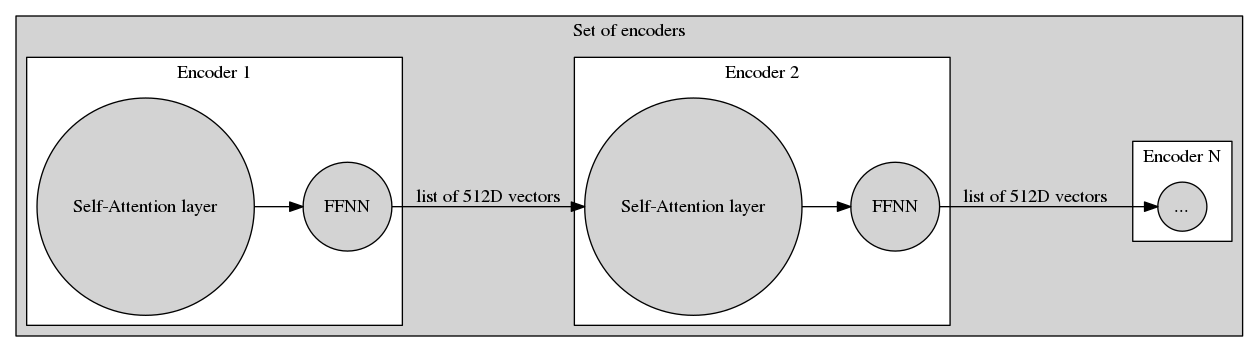 Set of encoders
Encoder 1
Self-Attention layer
FFNN
list of 512D vectors
Encoder 2
Self-Attention layer
FFNN
list of 512D vectors
Encoder N
...